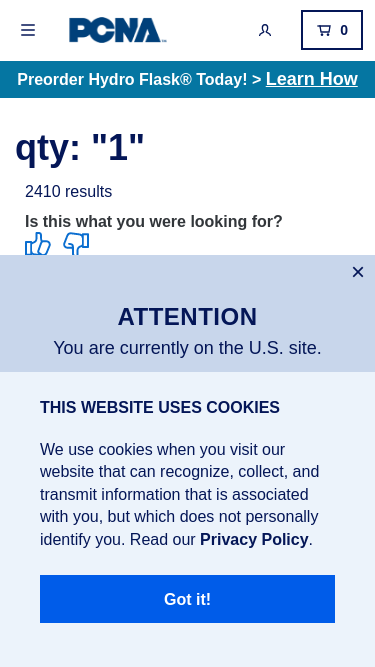 PCNA
0
Preorder Hydro Flask® Today! > Learn How
qty: "1"
2410 results
Is this what you were looking for?
×
ATTENTION
You are currently on the U.S. site.
THIS WEBSITE USES COOKIES
We use cookies when you visit our
website that can recognize, collect, and
transmit information that is associated
with you, but which does not personally
identify you. Read our Privacy Policy.
Got it!